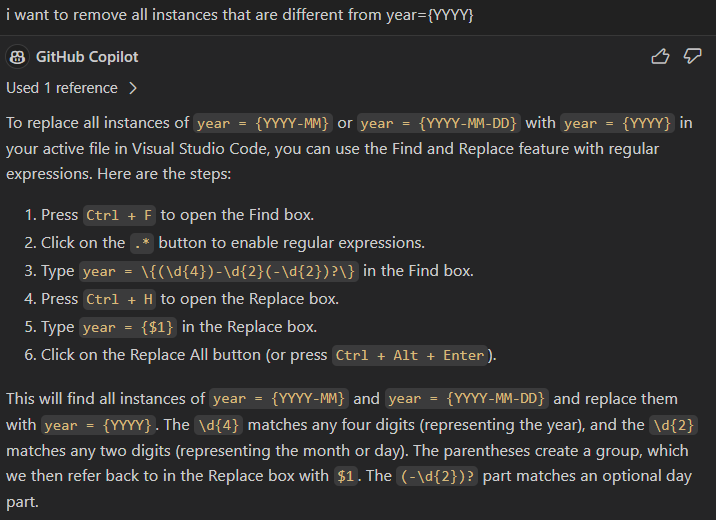 i want to remove all instances that are different from year={YYYY}
GitHub Copilot
Used 1 reference
To replace all instances of year = {YYYY-MM} or year = {YYYY-MM-DD} with year = {YYYY} in
your active file in Visual Studio Code, you can use the Find and Replace feature with regular
expressions. Here are the steps:
1. Press Ctrl + F to open the Find box.
2. Click on the .* button to enable regular expressions.
3. Type year = \{(\d{4})-\d{2}(-\d{2})?\} in the Find box.
4. Press Ctrl + H to open the Replace box.
5. Type year = {$1} in the Replace box.
6. Click on the Replace All button (or press Ctrl + Alt + Enter ).
This will find all instances of year = {YYYY-MM} and year = {YYYY-MM-DD} and replace them
with year = {YYYY} . The \d{4} matches any four digits (representing the year), and the \d{2}
matches any two digits (representing the month or day). The parentheses create a group, which
we then refer back to in the Replace box with $1 . The (-\d{2})? part matches an optional day
part.